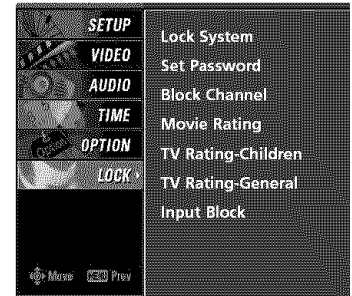 SETUP
VIDEO
AUDIO
TIME
OPTION
LOCK
Lock System
Set Password
Block Channel
Movie Rating
TV Rating-Children
TV Rating-General
Input Block
Move
Prev